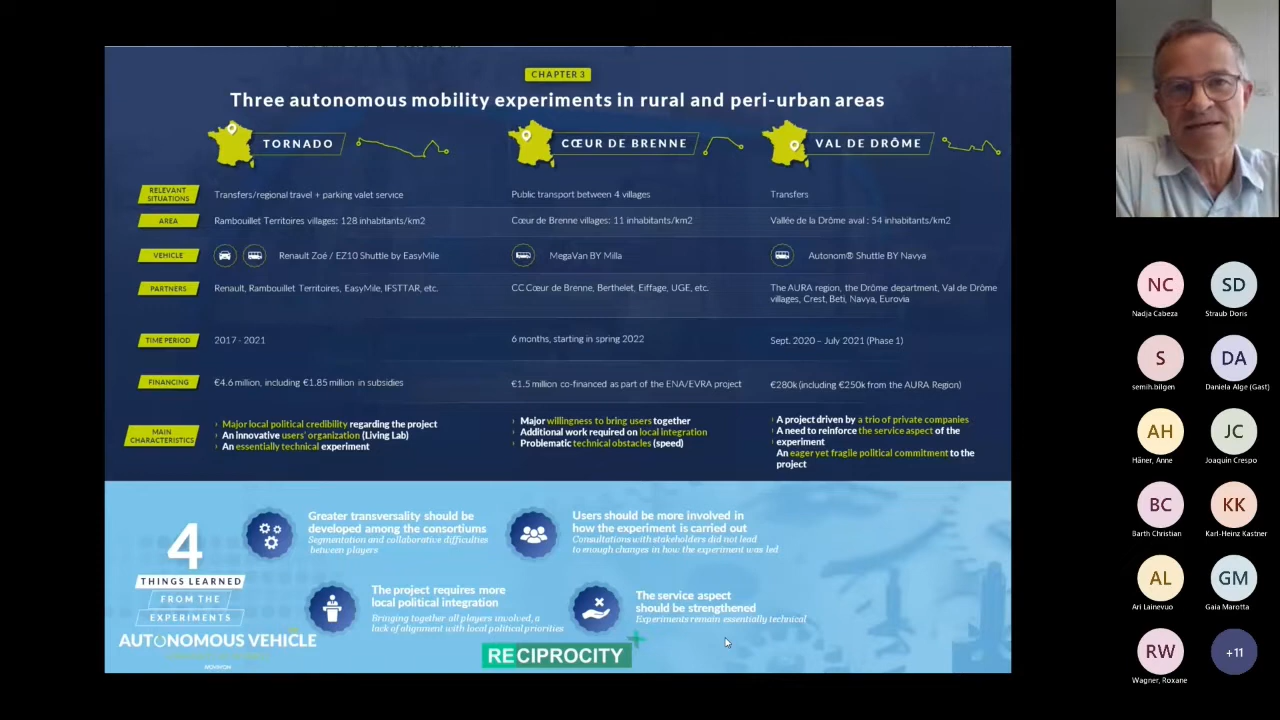 CHAPTER 3
Three autonomous mobility experiments in rural and peri-urban areas
TORNADO
CŒUR DE BRENNE
VAL DE DRÔME
RELEVANT
SITUATIONS
Transfers/regional travel + parking valet service
Public transport between 4 villages
Transfers
AREA
Rambouillet Territoires villages: 128 inhabitants/km2
Cœur de Brenne villages: 11 inhabitants/km2
Vallée de la Drôme aval : 54 inhabitants/km2
VEHICLE
Renault Zoé / EZ10 Shuttle by EasyMile
MegaVan BY Milla
Autonom® Shuttle BY Navya
PARTNERS
Renault, Rambouillet Territoires, EasyMile, IFSTTAR, etc.
CC Cœur de Brenne, Berthelet, Eiffage, UGE, etc.
The AURA region, the Drôme department, Val de Drôme
villages, Crest, Beti, Navya, Eurovia
TIME PERIOD
2017 - 2021
6 months, starting in spring 2022
Sept. 2020 – July 2021 (Phase 1)
FINANCING
€4.6 million, including €1.85 million in subsidies
€1.5 million co-financed as part of the ENA/EVRA project
€280k (including €250k from the AURA Region)
MAIN
CHARACTERISTICS
› Major local political credibility regarding the project
› An innovative users' organization (Living Lab)
› An essentially technical experiment
› Major willingness to bring users together
› Additional work required on local integration
› Problematic technical obstacles (speed)
› A project driven by a trio of private companies
› A need to reinforce the service aspect of the
› experiment
An eager yet fragile political commitment to the
project
4
THINGS LEARNED
FROM THE
EXPERIMENTS
Greater transversality should be
developed among the consortiums
Segmentation and collaborative difficulties
between players
Users should be more involved in
how the experiment is carried out
Consultations with stakeholders did not lead
to enough changes in how the experiment was led
The project requires more
local political integration
Bringing together all players involved, a
lack of alignment with local political priorities
The service aspect
should be strengthened
Experiments remain essentially technical
AUTONOMOUS VEHICLE
RECIPROCITY
NC
Nadja Cabeza
SD
Straub Doris
S
semih.bilgen
DA
Daniela Alge (Gast)
AH
Häner, Anne
JC
Joaquin Crespo
BC
Barth Christian
KK
Karl-Heinz Kastner
AL
Ari Lainevuo
GM
Gaia Marotta
RW
Wagner, Roxane
+11